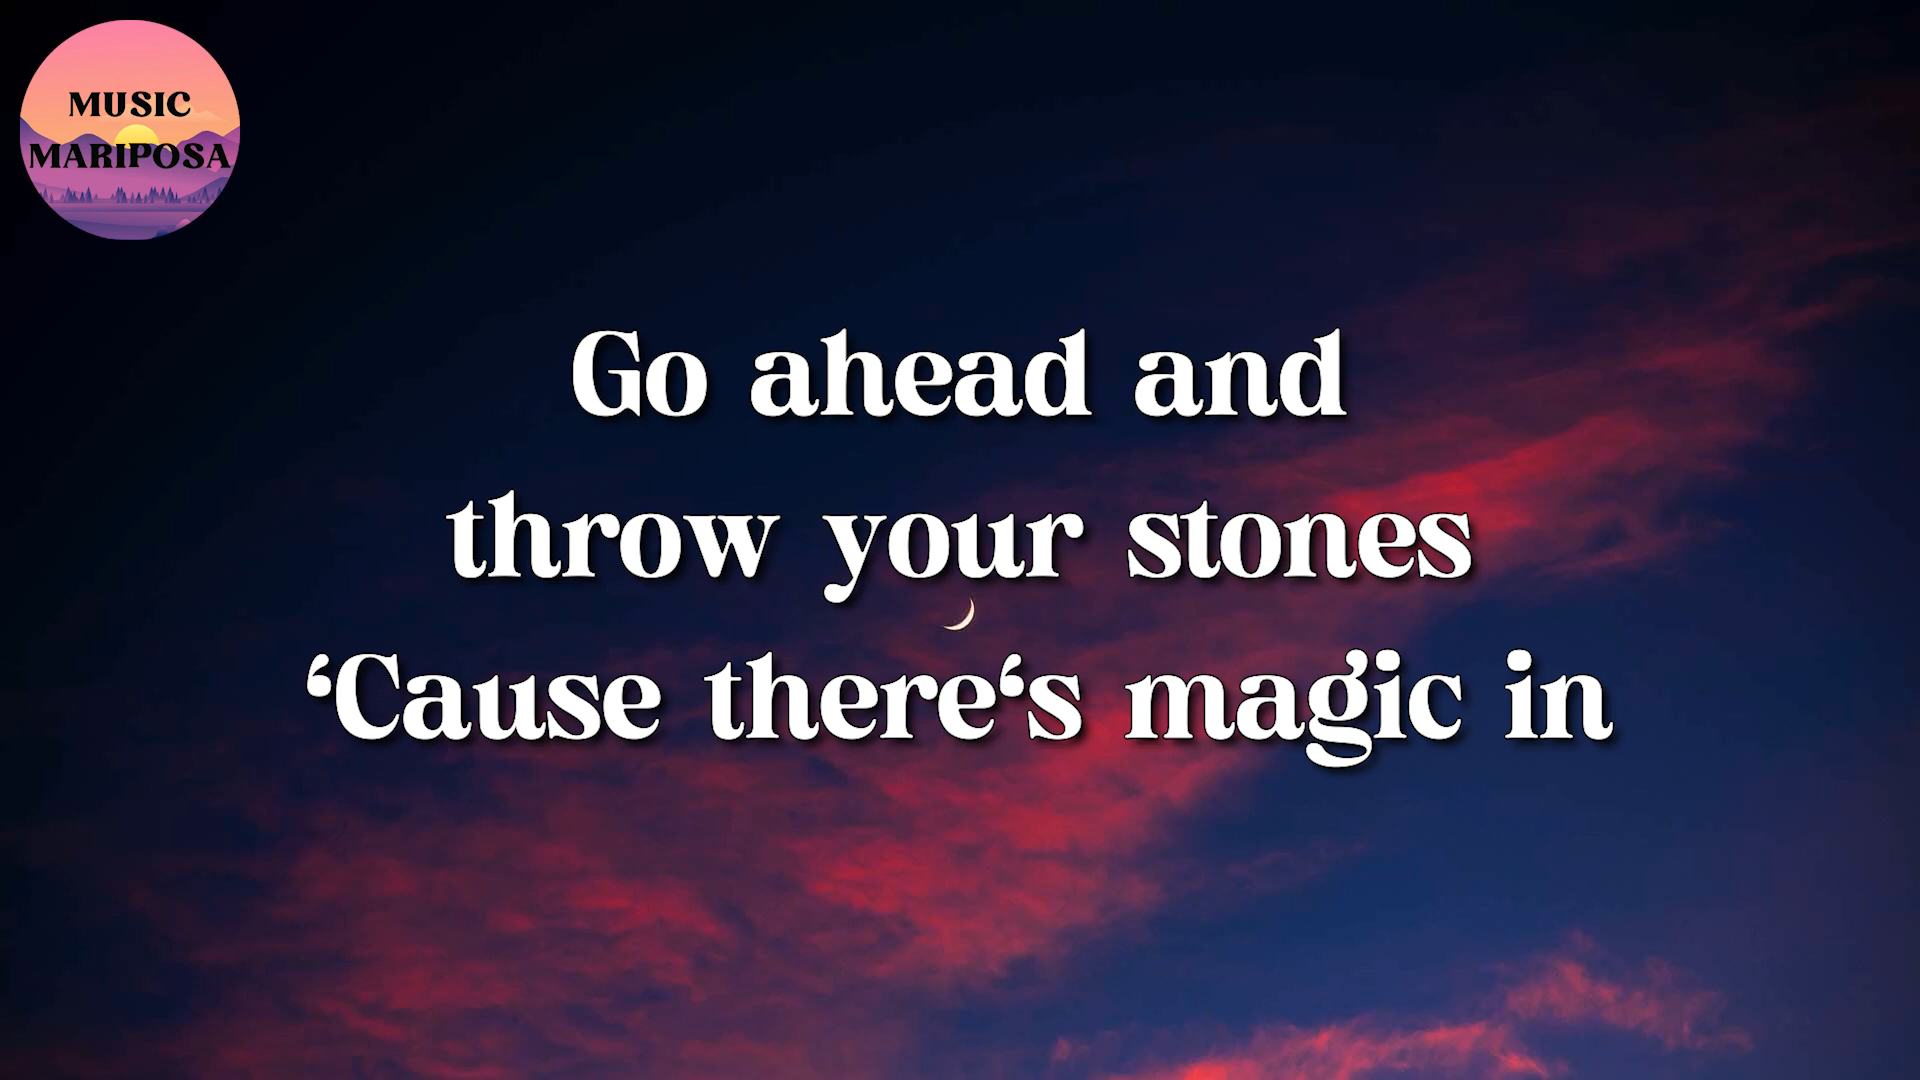 MUSIC
MARIPOSA
Go ahead and
throw your stones
‘Cause there‘s magic in